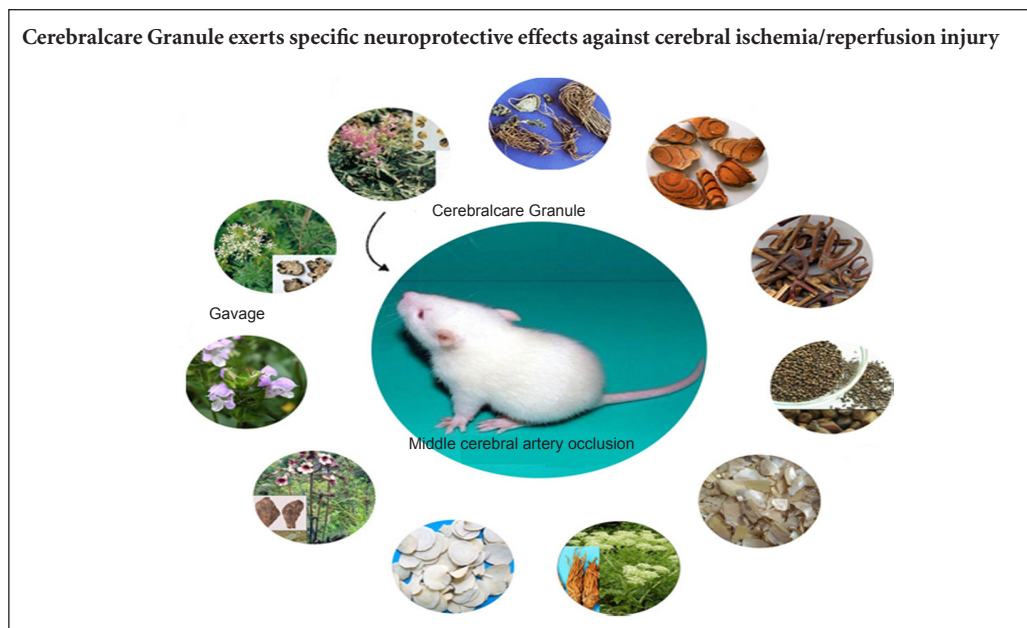 Cerebralcare Granule exerts specific neuroprotective effects against cerebral ischemia/reperfusion injury
Cerebralcare Granule
Gavage
Middle cerebral artery occlusion